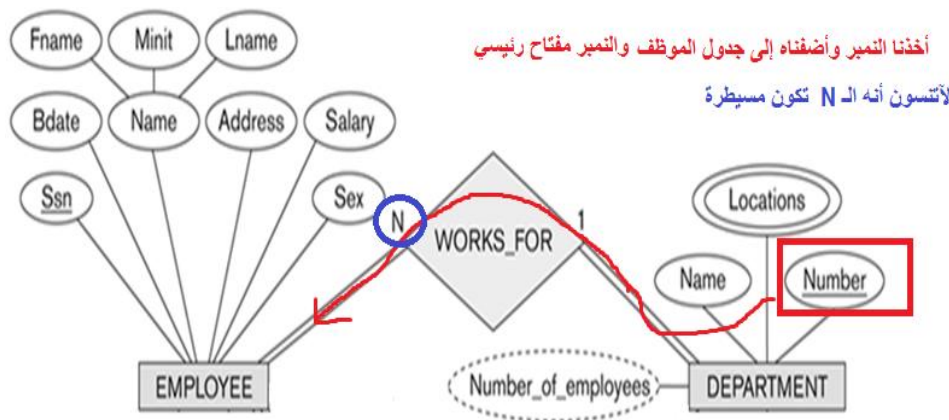 Fname
Minit
Lname
أخذنا النمبر وأضفناه إلى جدول الموظف والنمبر مفتاح رئيسي
لآتنسون أنه الـ N تكون مسيطرة
Bdate
Name
Address
Salary
Ssn
Sex
N
WORKS_FOR
1
Locations
Name
Number
EMPLOYEE
Number_of_employees
DEPARTMENT